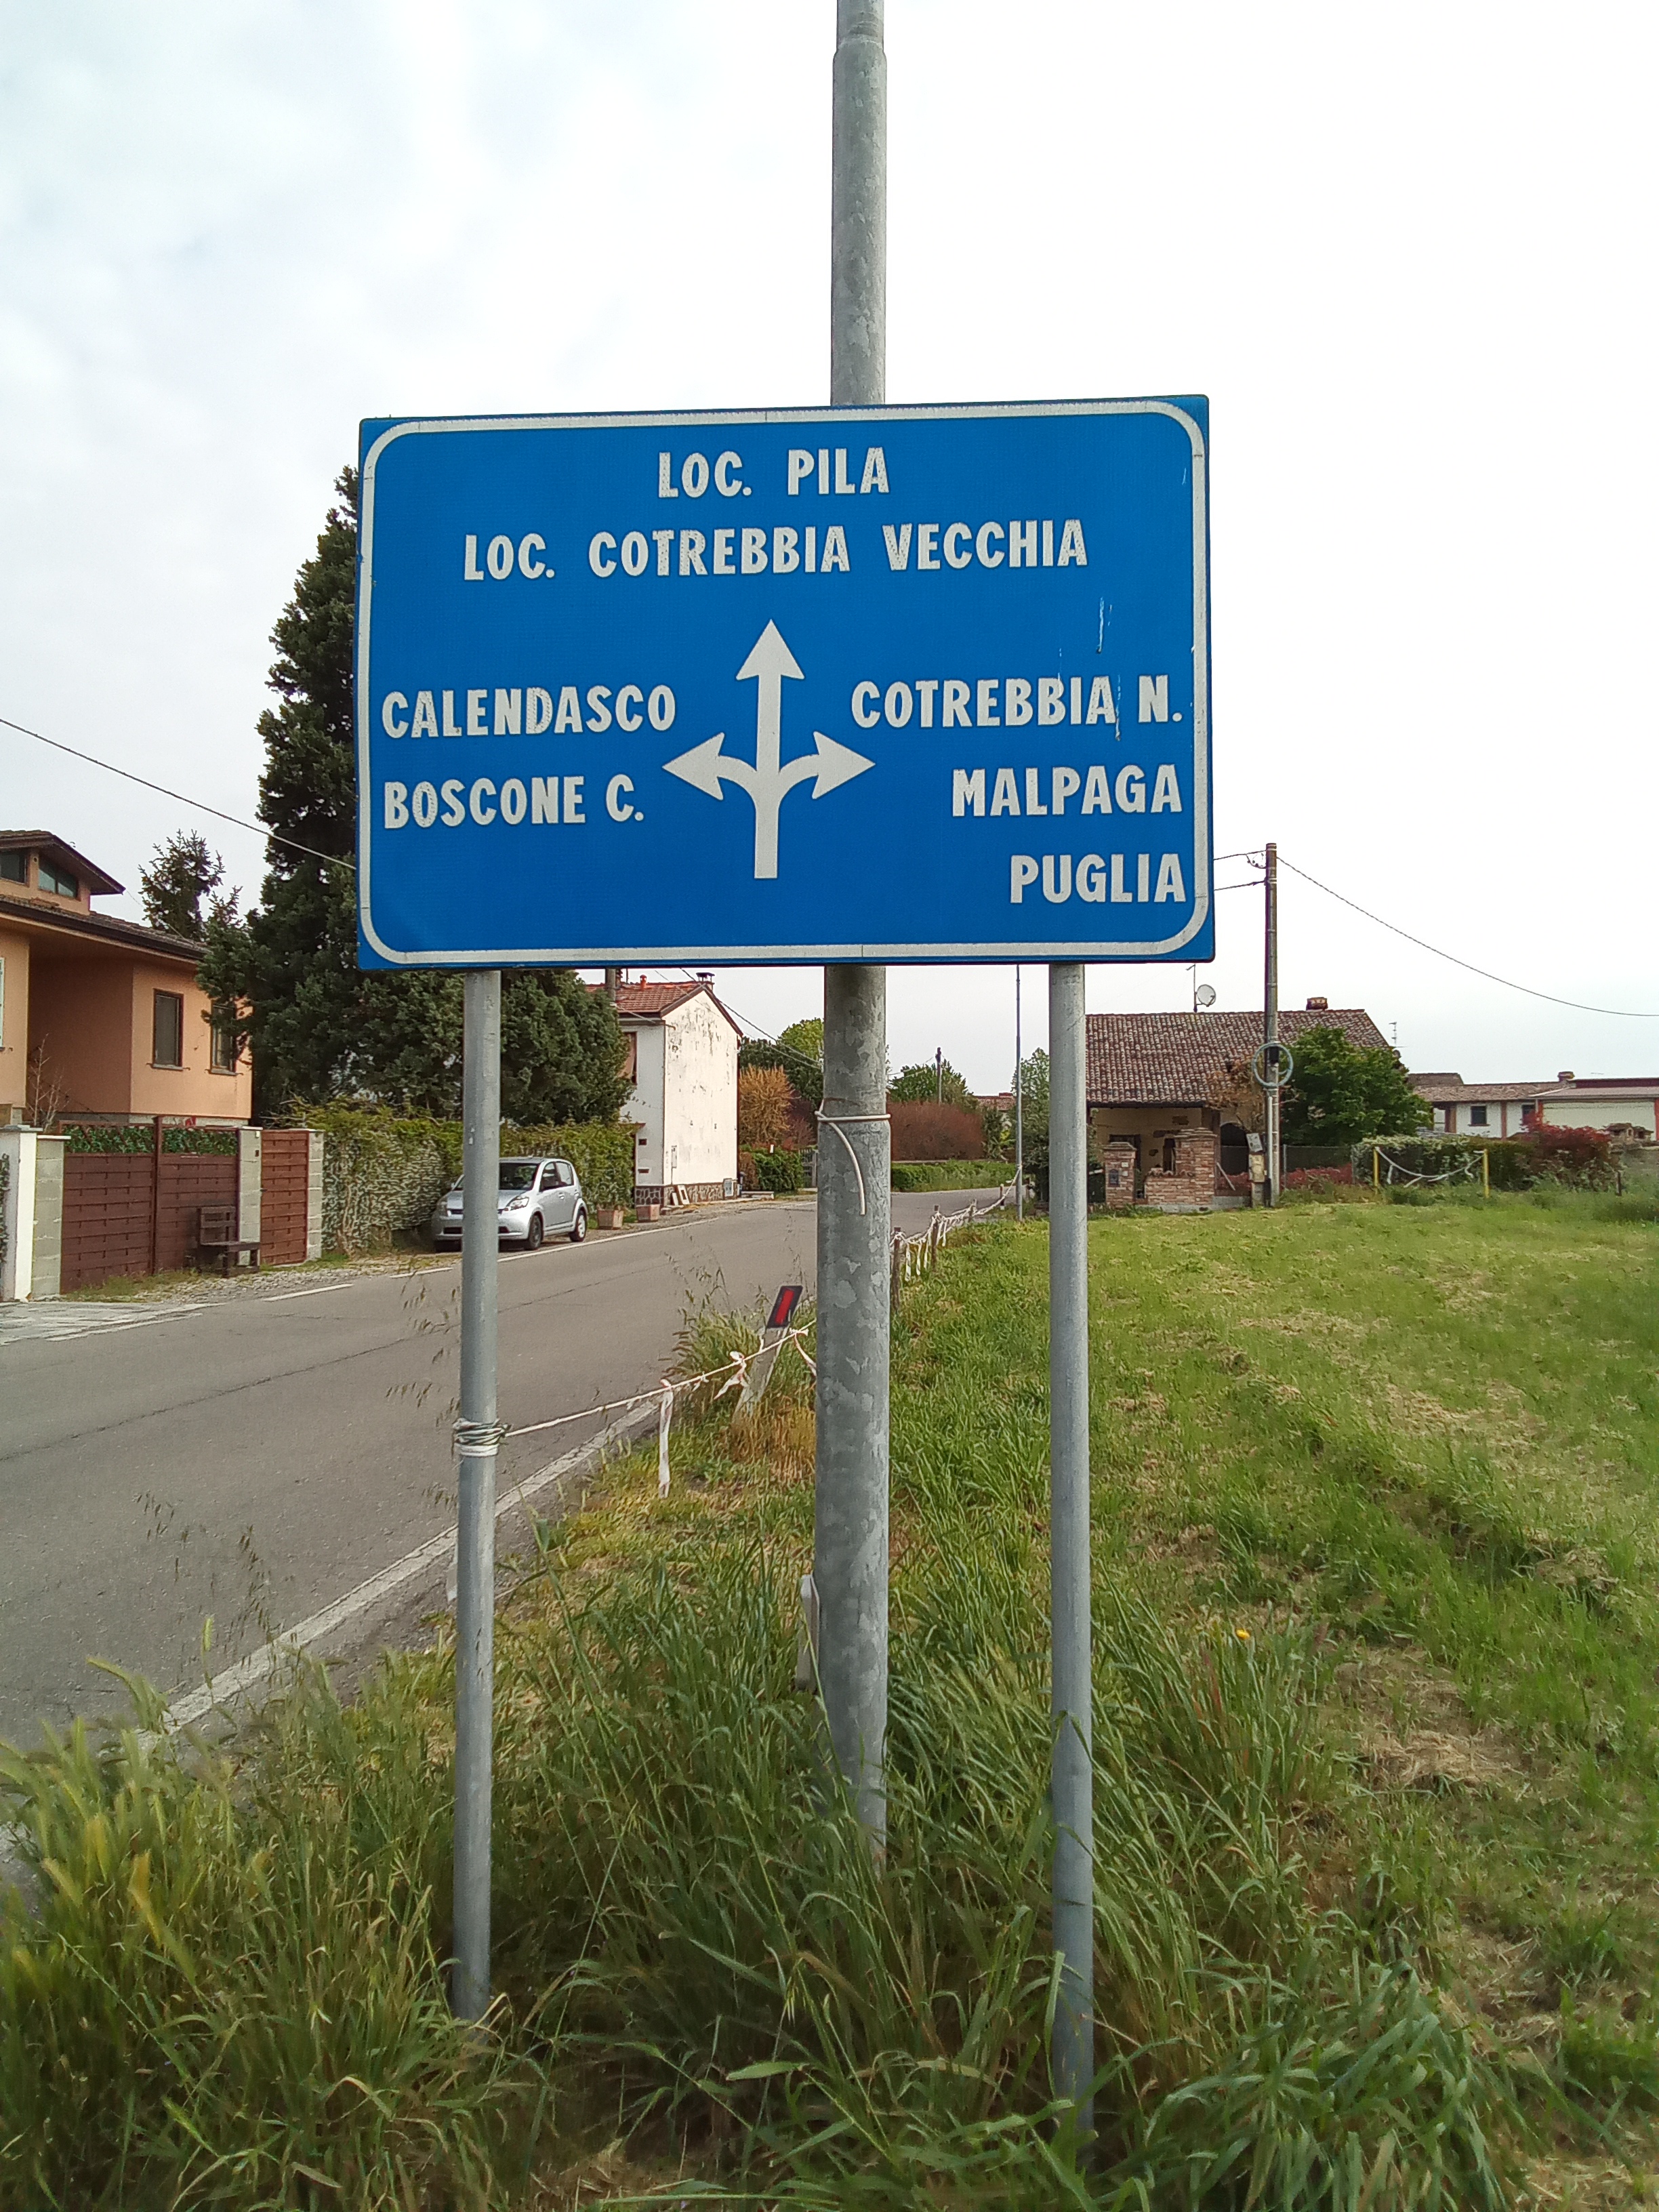 LOC. PILA
LOC. COTREBBIA VECCHIA
CALENDASCO
BOSCONE C.
COTREBBIA N.
MALPAGA
PUGLIA